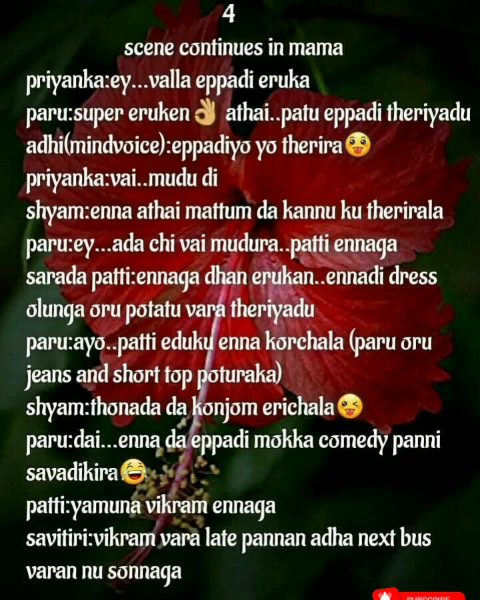 4
scene continues in mama
priyanka:ey...valla eppadi eruka
paru:super eruken👌 athai..patu eppadi theriyadu
adhi(mindvoice):eppadiyo yo therira😜
priyanka:vai..mudu di
shyam:enna athai mattum da kannu ku therirala
paru:ey...ada chi vai mudura..patti ennaga
sarada patti:ennaga dhan erukan..ennadi dress
olunga oru potatu vara theriyadu
paru:ayo..patti eduku enna korchala (paru oru
jeans and short top poturaka)
shyam:thonada da konjom erichala😜
paru:dai...enna da eppadi mokka comedy panni
savadikira😂
patti:yamuna vikram ennaga
savitiri:vikram vara late pannan adha next bus
varan nu sonnaga
SUBSCRIBE